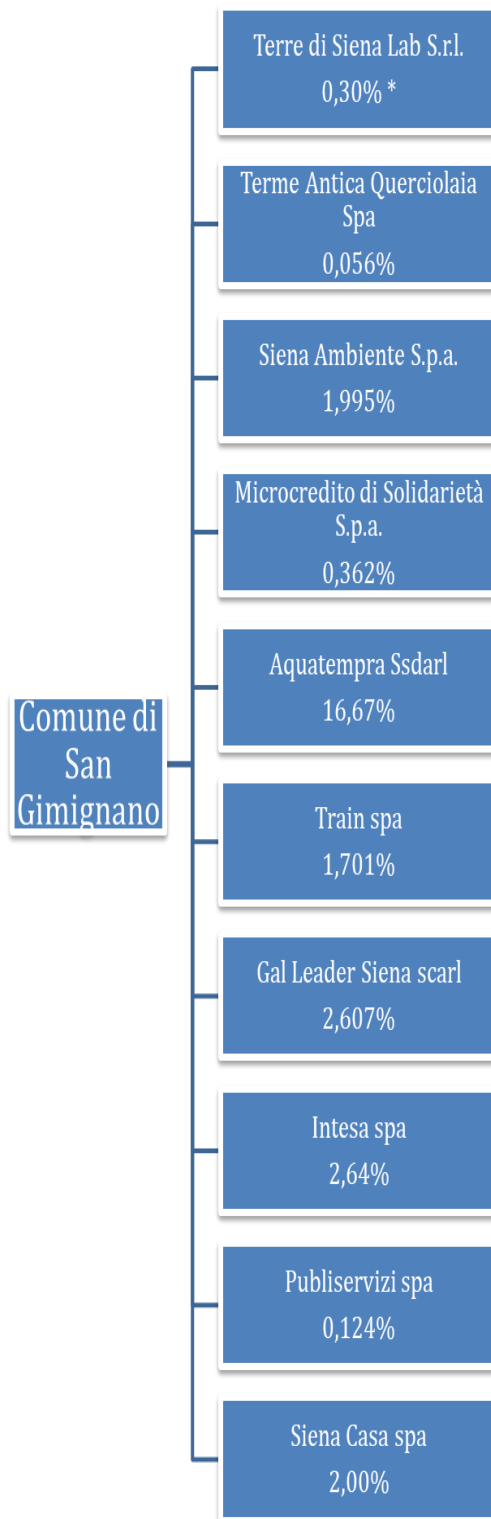 Terre di Siena Lab S.r.l.
0,30% *
Terme Antica Querciolaia
Spa
0,056%
Siena Ambiente S.p.a.
1,995%
Microcredito di Solidarietà
S.p.a.
0,362%
Aquatempra Ssdarl
16,67%
Comune di
San
Gimignano
Train spa
1,701%
Gal Leader Siena scarl
2,607%
Intesa spa
2,64%
Publiservizi spa
0,124%
Siena Casa spa
2,00%